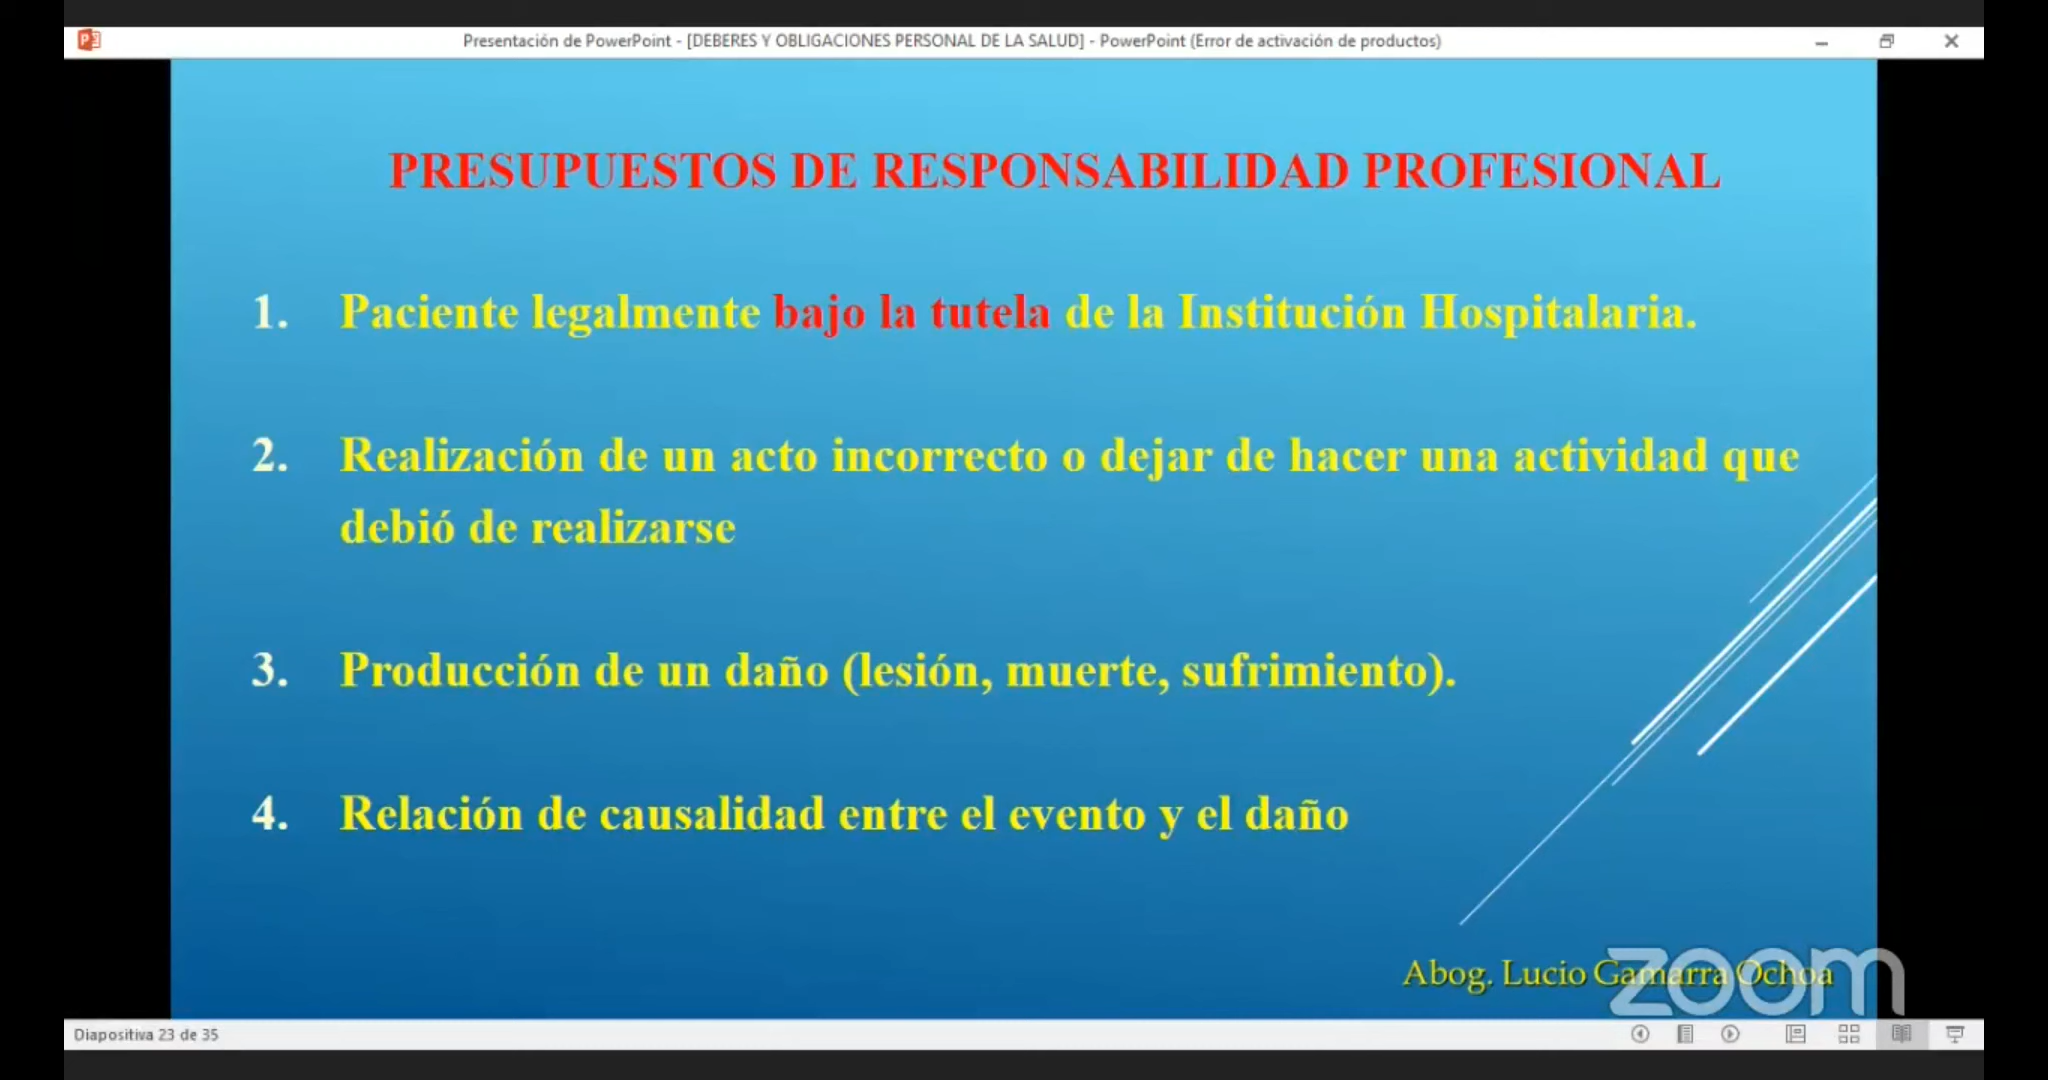 Presentación de PowerPoint - [DEBERES Y OBLIGACIONES PERSONAL DE LA SALUD] - PowerPoint (Error de activación de productos)
PRESUPUESTOS DE RESPONSABILIDAD PROFESIONAL
1. Paciente legalmente bajo la tutela de la Institución Hospitalaria.
2. Realización de un acto incorrecto o dejar de hacer una actividad que
debió de realizarse
3. Producción de un daño (lesión, muerte, sufrimiento).
4. Relación de causalidad entre el evento y el daño
Abog. Lucio Gamarra Ochoa
zoom
Diapositiva 23 de 35